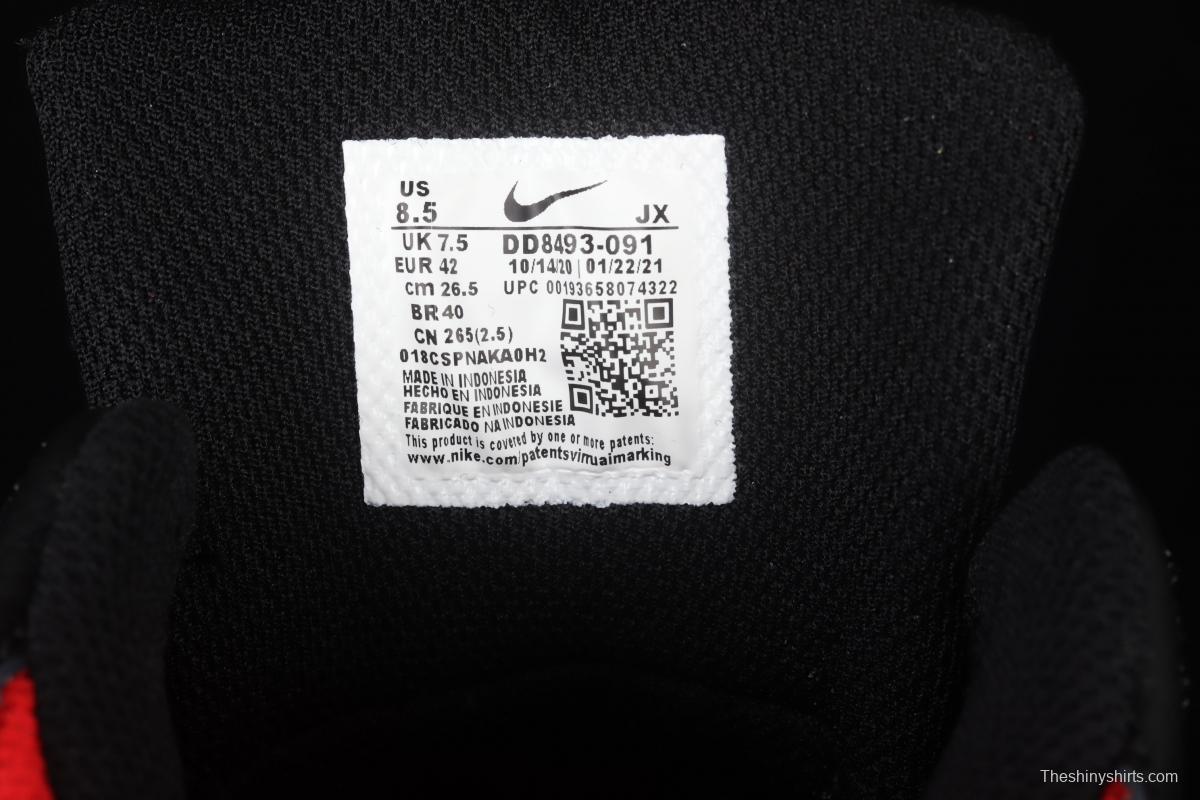 US
8.5 JX
UK 7.5 DD8493-091
EUR 42 10/14/20 | 01/22/21
cm 26.5 UPC 00193658074322
BR 40
CN 265(2.5)
018CSPNAKA0H2
MADE IN INDONESIA
HECHO EN INDONESIA
FABRIQUE EN INDONESIE
FABRICADO NA INDONESIA
This product is covered by one or more patents:
www.nike.com/patentsvirruaimarking
Theshinyshirts.com